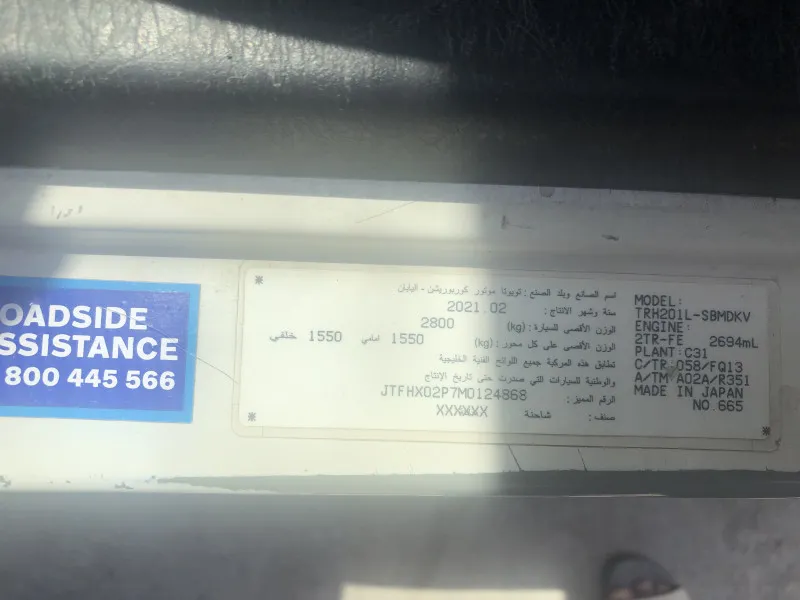 OADSIDE
SSISTANCE
800 445 566
اسم الصانع وبلد الصنع : تويوتا موتور كوربوريشن - اليابان
سنة وشهر الانتاج : 2021.02
الوزن الأقصى للسيارة : (kg) 2800
الوزن الأقصى على كل محور : (kg) 1550 امامي 1550 خلفي
تطابق هذه المركبة جميع اللوائح الفنية الخليجية
والوطنية للسيارات التي صدرت حتى تاريخ الإنتاج
الرقم المميز : JTFHX02P7M0124868
صنف : شاحنة XXXXXX
MODEL:
TRH201L-SBMDKV
ENGINE:
2TR-FE 2694mL
PLANT:C31
C/TR 058/FQ13
A/TM A02A/R351
MADE IN JAPAN
NO.665